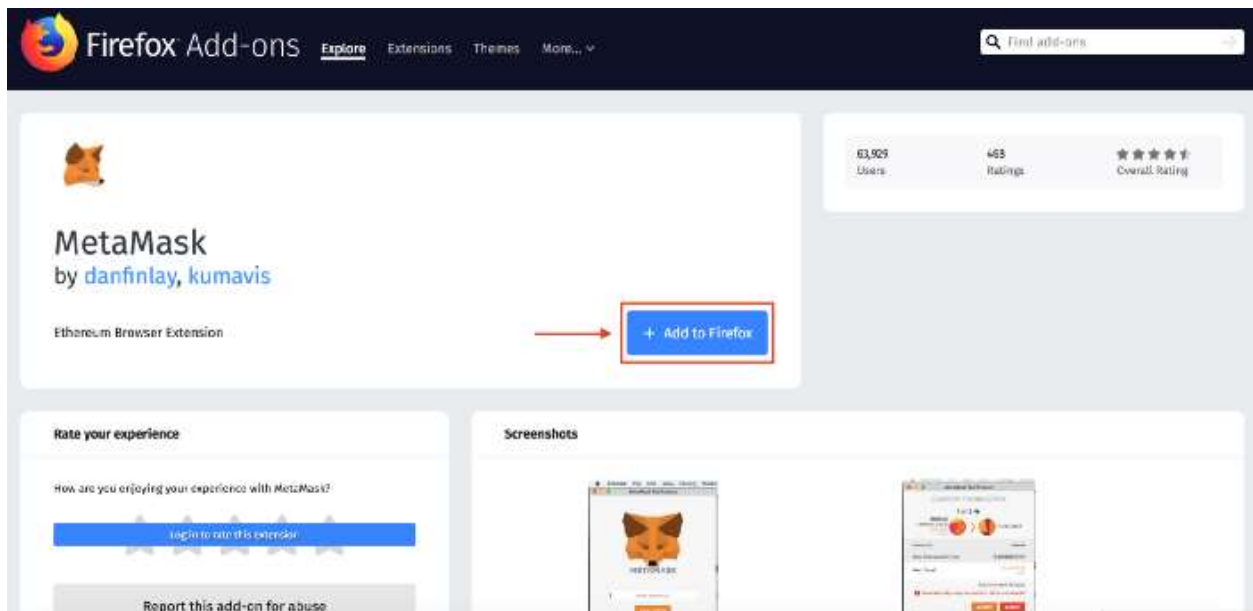 Firefox Add-ons Explore Extensions Themes More...
Find add-ons
MetaMask
by danfinlay, kumavis
Ethereum Browser Extension
+ Add to Firefox
63,929
Users
468
Ratings
Overall Rating
Rate your experience
How are you enjoying your experience with MetaMask?
Log in to rate this extension
Report this add-on for abuse
Screenshots
METAMASK